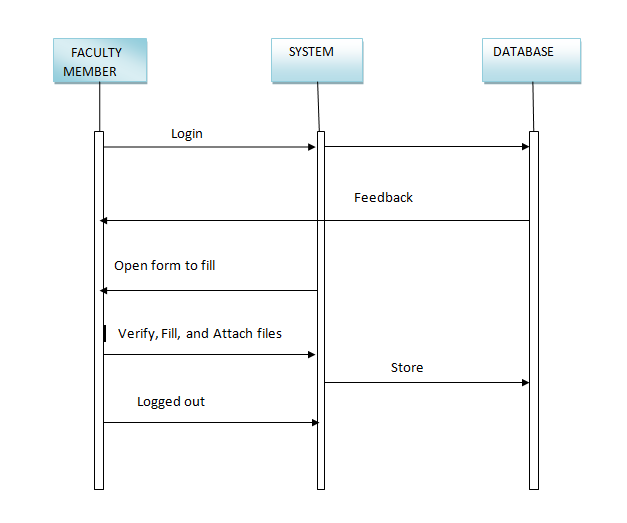 FACULTY
MEMBER
SYSTEM
DATABASE
Login
Feedback
Open form to fill
Verify, Fill, and Attach files
Store
Logged out